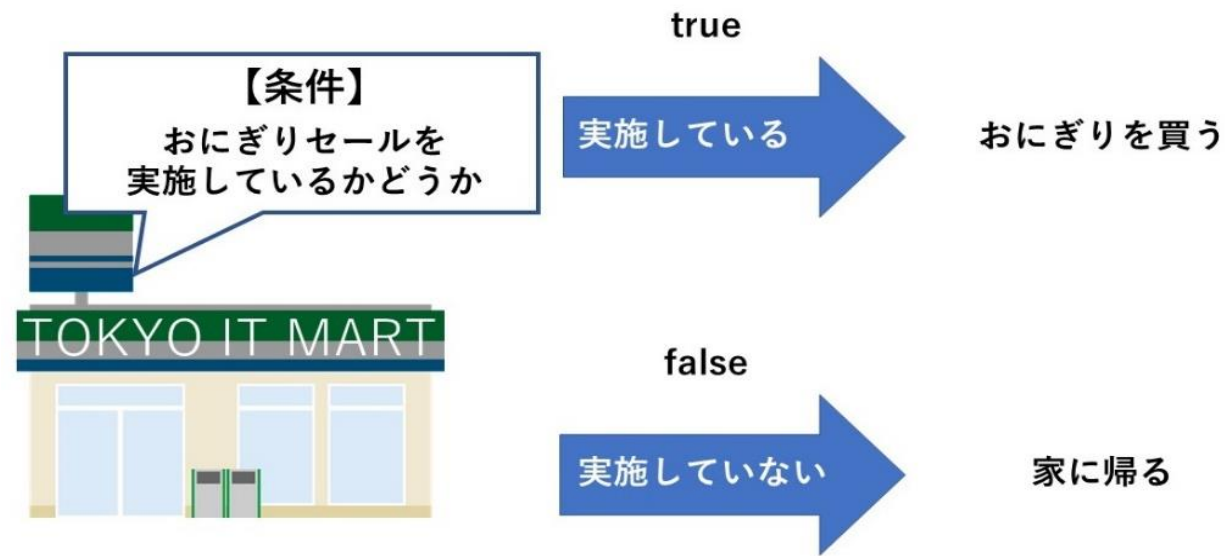 true
【条件】
おにぎりセールを
実施しているかどうか
実施している
おにぎりを買う
TOKYO IT MART
false
実施していない
家に帰る